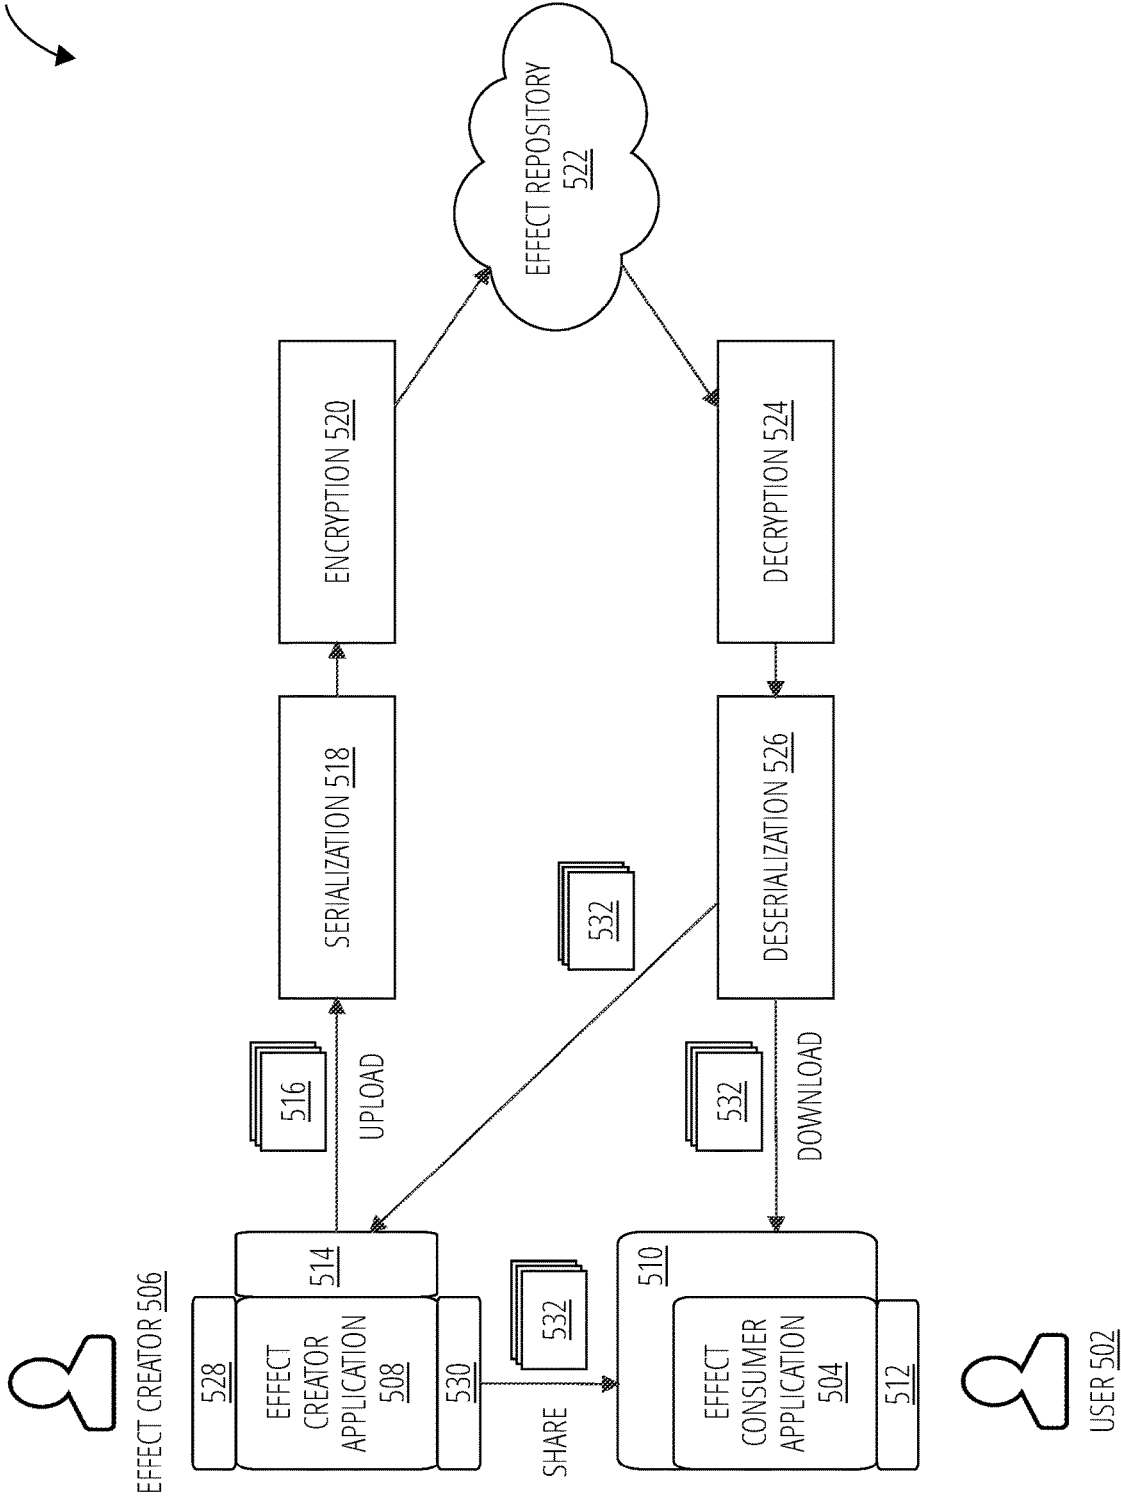 EFFECT CREATOR 506
528
EFFECT
CREATOR
APPLICATION
508
514
530
516
UPLOAD
SERIALIZATION 518
ENCRYPTION 520
EFFECT REPOSITORY
522
DECRYPTION 524
DESERIALIZATION 526
532
532
DOWNLOAD
532
SHARE
510
EFFECT
CONSUMER
APPLICATION
504
512
USER 502